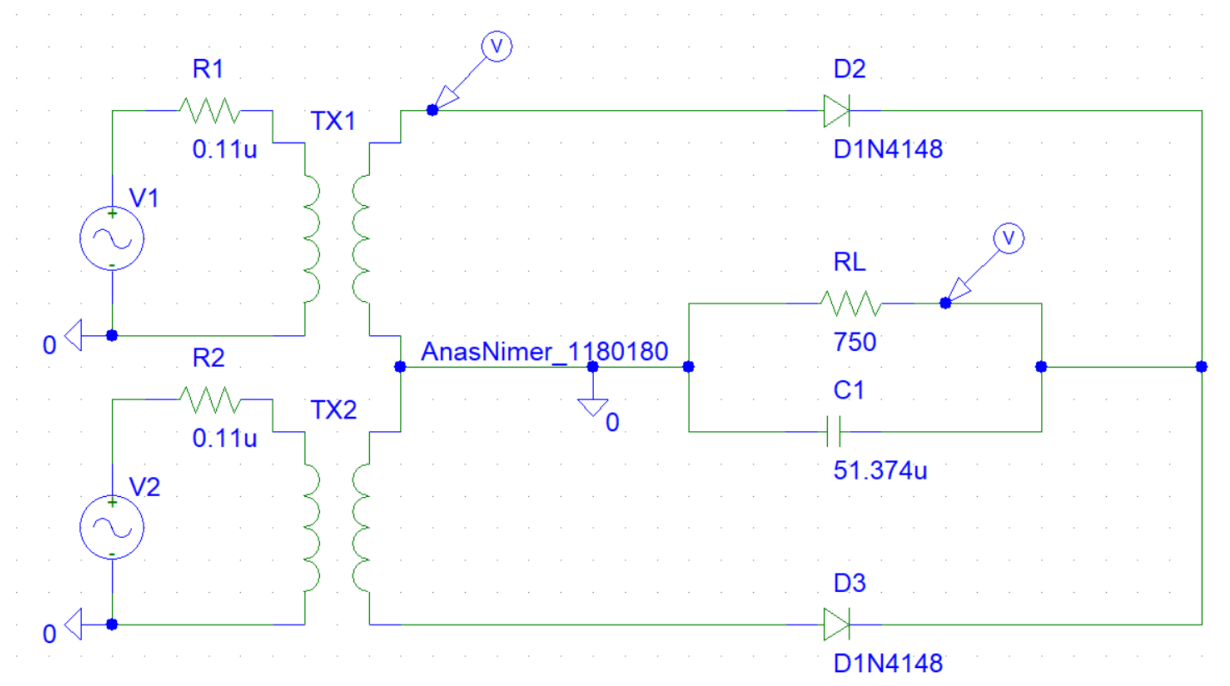 V
R1
D2
TX1
0.11u
D1N4148
V1
V
RL
0
AnasNimer_1180180
750
R2
C1
TX2
0
0.11u
51.374u
V2
D3
0
D1N4148